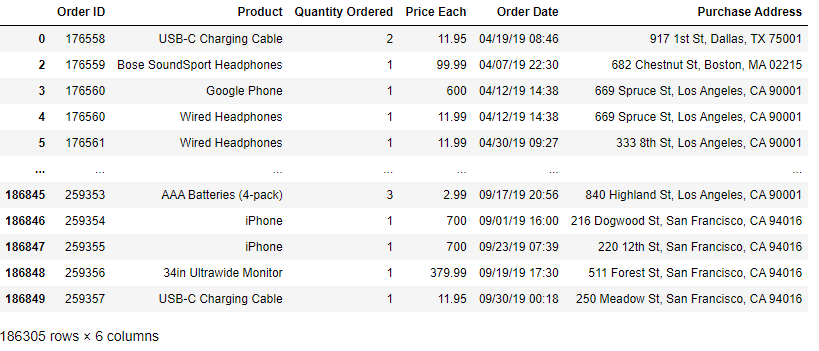 Order ID Product Quantity Ordered Price Each Order Date Purchase Address
0 176558 USB-C Charging Cable 2 11.95 04/19/19 08:46 917 1st St, Dallas, TX 75001
2 176559 Bose SoundSport Headphones 1 99.99 04/07/19 22:30 682 Chestnut St, Boston, MA 02215
3 176560 Google Phone 1 600 04/12/19 14:38 669 Spruce St, Los Angeles, CA 90001
4 176560 Wired Headphones 1 11.99 04/12/19 14:38 669 Spruce St, Los Angeles, CA 90001
5 176561 Wired Headphones 1 11.99 04/30/19 09:27 333 8th St, Los Angeles, CA 90001
... ... ... ... ... ... ...
186845 259353 AAA Batteries (4-pack) 3 2.99 09/17/19 20:56 840 Highland St, Los Angeles, CA 90001
186846 259354 iPhone 1 700 09/01/19 16:00 216 Dogwood St, San Francisco, CA 94016
186847 259355 iPhone 1 700 09/23/19 07:39 220 12th St, San Francisco, CA 94016
186848 259356 34in Ultrawide Monitor 1 379.99 09/19/19 17:30 511 Forest St, San Francisco, CA 94016
186849 259357 USB-C Charging Cable 1 11.95 09/30/19 00:18 250 Meadow St, San Francisco, CA 94016
186305 rows × 6 columns